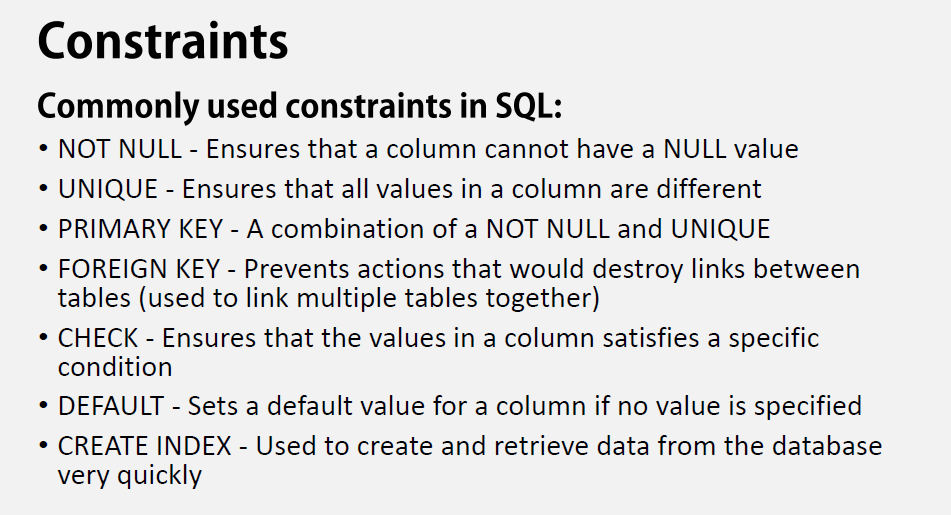 Constraints
Commonly used constraints in SQL:
• NOT NULL - Ensures that a column cannot have a NULL value
• UNIQUE - Ensures that all values in a column are different
• PRIMARY KEY - A combination of a NOT NULL and UNIQUE
• FOREIGN KEY - Prevents actions that would destroy links between
tables (used to link multiple tables together)
• CHECK - Ensures that the values in a column satisfies a specific
condition
• DEFAULT - Sets a default value for a column if no value is specified
• CREATE INDEX - Used to create and retrieve data from the database
very quickly